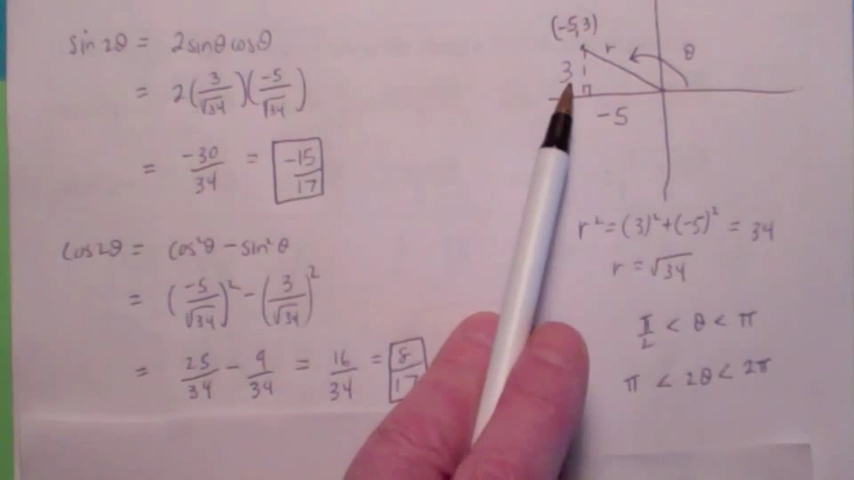 sin 2θ = 2sinθcosθ
= 2(3/√34)(-5/√34)
= -30/34 = -15/17
cos2θ = cos²θ - sin²θ
= (-5/√34)² - (3/√34)²
= 25/34 - 9/34 = 16/34 = 8/17
(-5,3)
r
θ
3
-5
r² = (3)² + (-5)² = 34
r = √34
π/2 < θ < π
π < 2θ < 2π